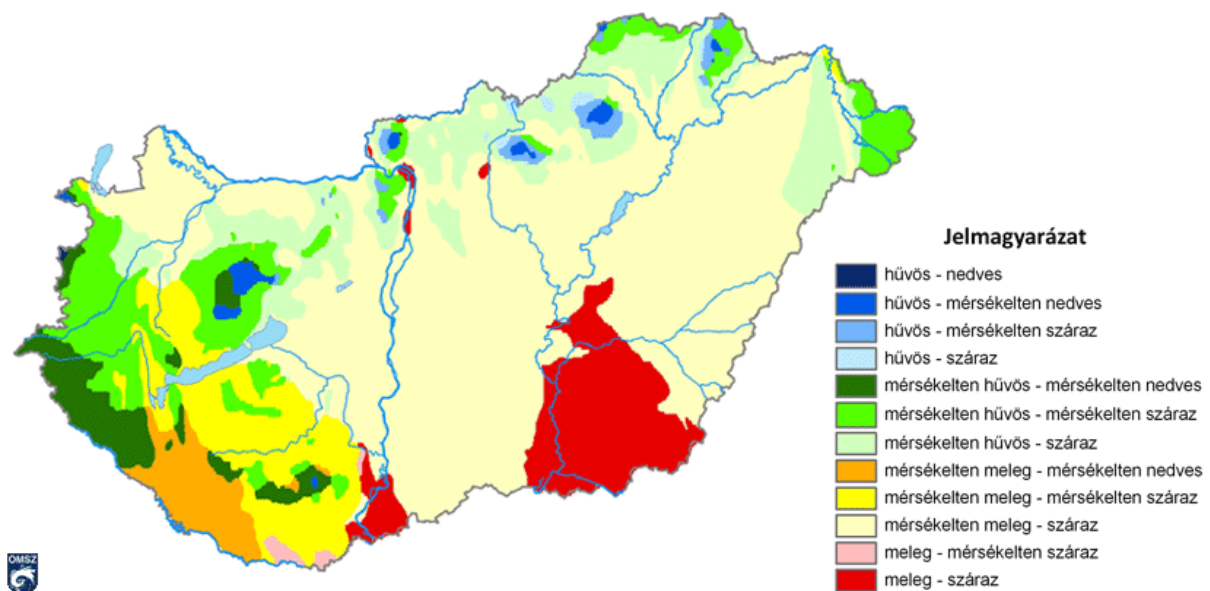 Jelmagyarázat
hűvös - nedves
hűvös - mérsékelten nedves
hűvös - mérsékelten száraz
hűvös - száraz
mérsékelten hűvös - mérsékelten nedves
mérsékelten hűvös - mérsékelten száraz
mérsékelten hűvös - száraz
mérsékelten meleg - mérsékelten nedves
mérsékelten meleg - mérsékelten száraz
mérsékelten meleg - száraz
meleg - mérsékelten száraz
meleg - száraz
OMSZ